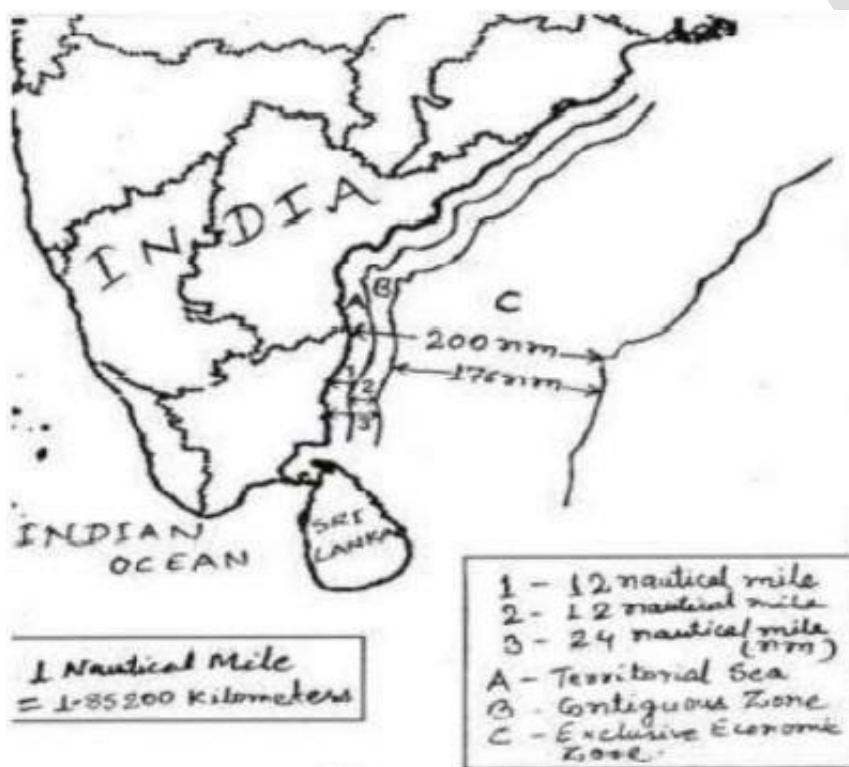 INDIA
A
B
C
200 nm
176 nm
1
2
3
INDIAN
OCEAN
SRI
LANKA
1 Nautical Mile
= 1.85200 Kilometers
1 - 12 nautical mile
2 - 12 nautical mile
3 - 24 nautical mile
(nm)
A - Territorial Sea
B - Contiguous Zone
C - Exclusive Economic
Zone.